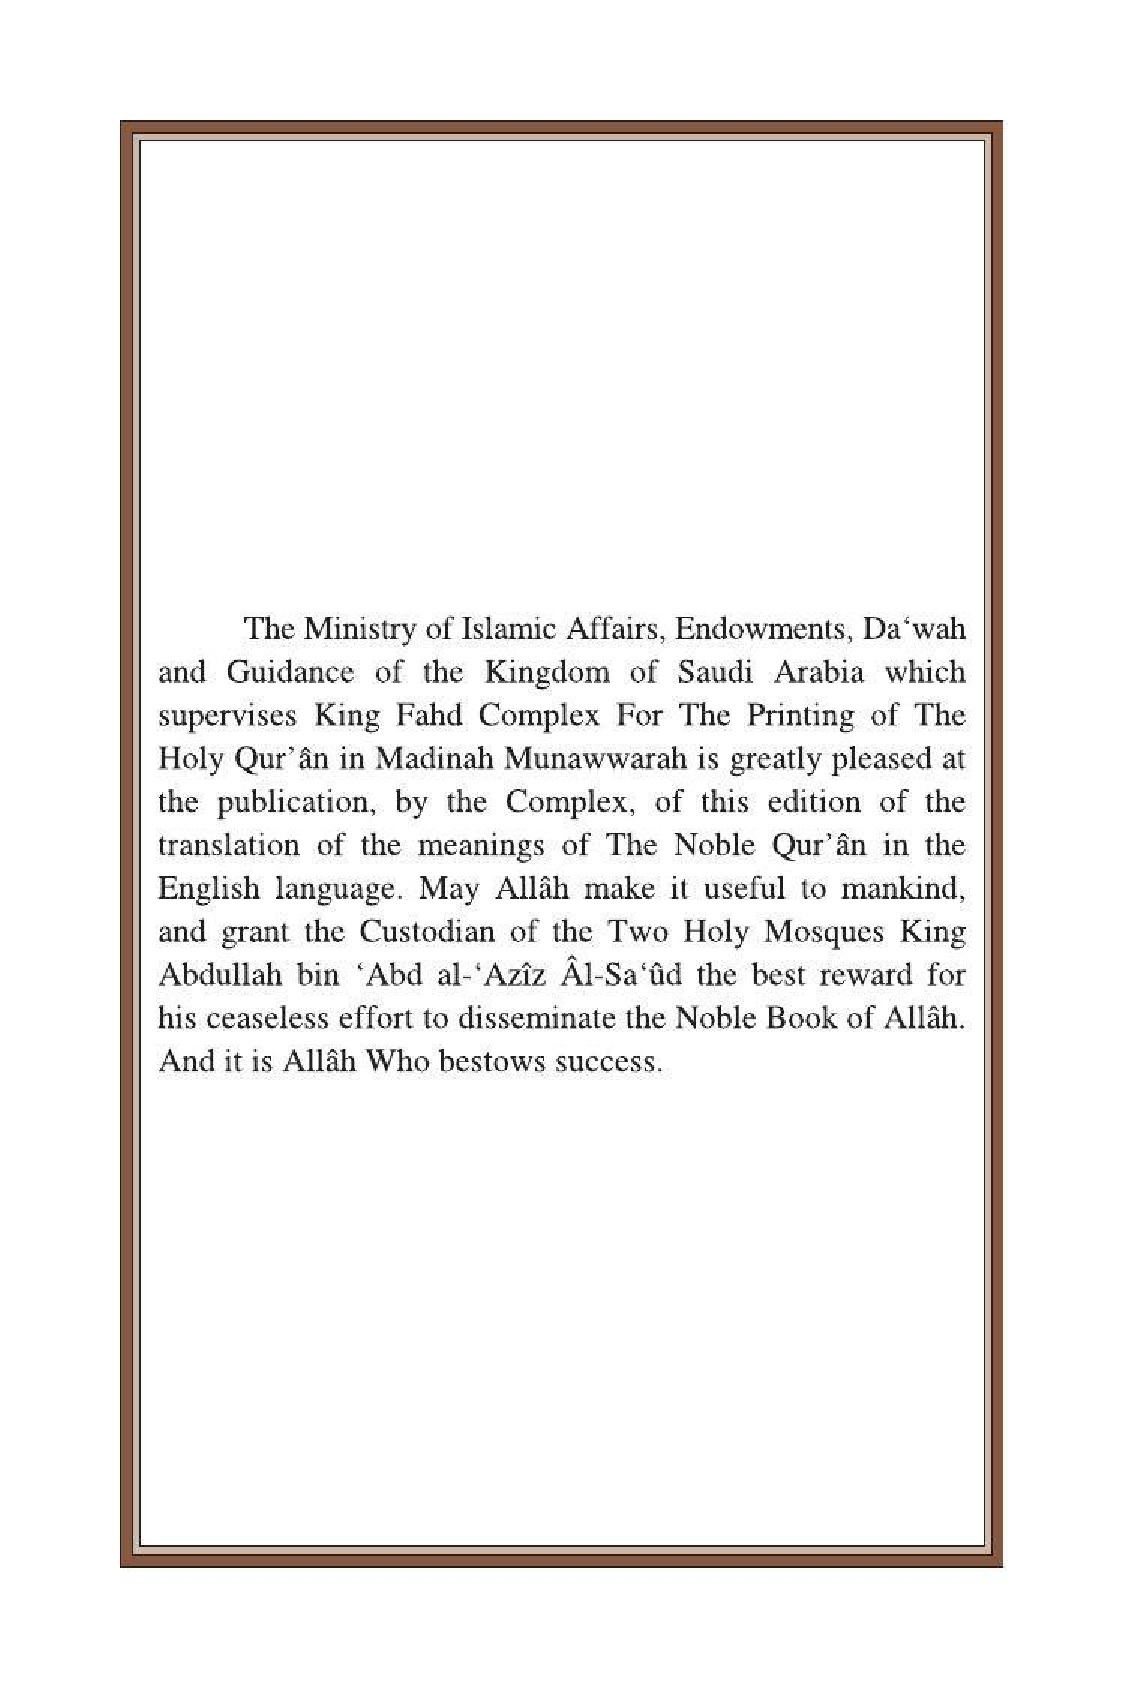 The Ministry of Islamic Affairs, Endowments, Da‘wah
and Guidance of the Kingdom of Saudi Arabia which
supervises King Fahd Complex For The Printing of The
Holy Qur’ân in Madinah Munawwarah is greatly pleased at
the publication, by the Complex, of this edition of the
translation of the meanings of The Noble Qur’ân in the
English language. May Allâh make it useful to mankind,
and grant the Custodian of the Two Holy Mosques King
Abdullah bin ‘Abd al-‘Azîz Âl-Sa‘ûd the best reward for
his ceaseless effort to disseminate the Noble Book of Allâh.
And it is Allâh Who bestows success.